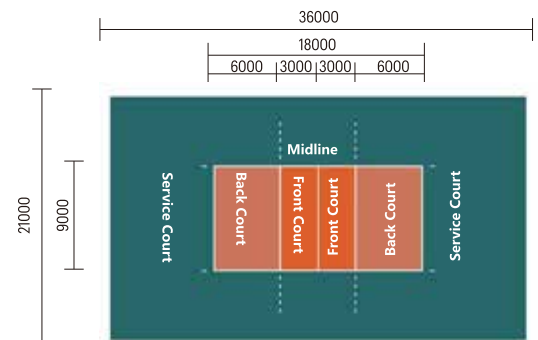 36000
18000
6000 3000 3000 6000
Midline
21000
9000
Service Court
Back Court
Front Court
Front Court
Back Court
Service Court